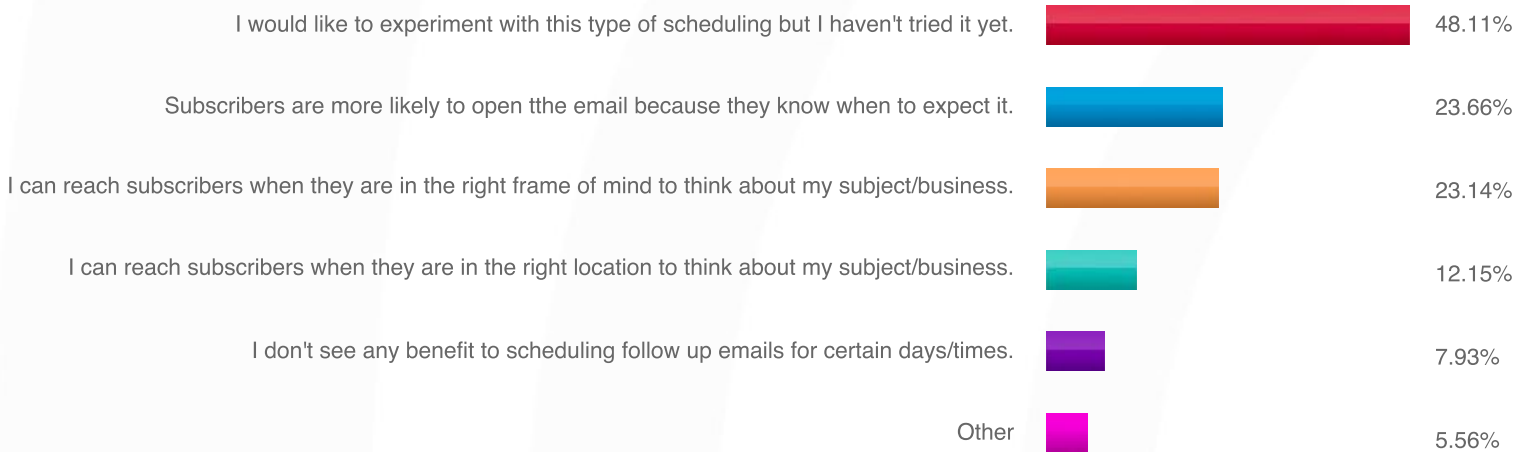 I would like to experiment with this type of scheduling but I haven't tried it yet. 48.11%
Subscribers are more likely to open tthe email because they know when to expect it. 23.66%
I can reach subscribers when they are in the right frame of mind to think about my subject/business. 23.14%
I can reach subscribers when they are in the right location to think about my subject/business. 12.15%
I don't see any benefit to scheduling follow up emails for certain days/times. 7.93%
Other 5.56%